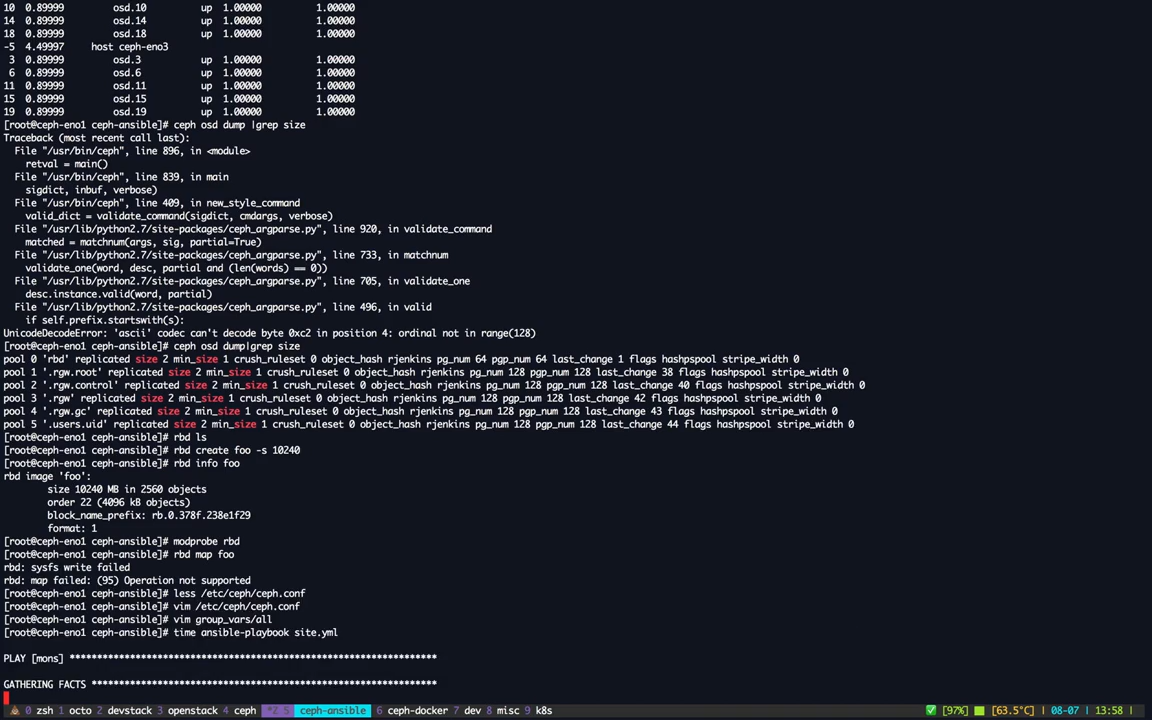 10 0.89999 osd.10 up 1.00000 1.00000
14 0.89999 osd.14 up 1.00000 1.00000
18 0.89999 osd.18 up 1.00000 1.00000
-5 4.49997 host ceph-eno3
3 0.89999 osd.3 up 1.00000 1.00000
6 0.89999 osd.6 up 1.00000 1.00000
11 0.89999 osd.11 up 1.00000 1.00000
15 0.89999 osd.15 up 1.00000 1.00000
19 0.89999 osd.19 up 1.00000 1.00000
[root@ceph-eno1 ceph-ansible]# ceph osd dump |grep size
Traceback (most recent call last):
File "/usr/bin/ceph", line 896, in <module>
retval = main()
File "/usr/bin/ceph", line 839, in main
sigdict, inbuf, verbose)
File "/usr/bin/ceph", line 409, in new_style_command
valid_dict = validate_command(sigdict, cmdargs, verbose)
File "/usr/lib/python2.7/site-packages/ceph_argparse.py", line 920, in validate_command
matched = matchnum(args, sig, partial=True)
File "/usr/lib/python2.7/site-packages/ceph_argparse.py", line 733, in matchnum
validate_one(word, desc, partial and (len(words) == 0))
File "/usr/lib/python2.7/site-packages/ceph_argparse.py", line 705, in validate_one
desc.instance.valid(word, partial)
File "/usr/lib/python2.7/site-packages/ceph_argparse.py", line 496, in valid
if self.prefix.startswith(s):
UnicodeDecodeError: 'ascii' codec can't decode byte 0xc2 in position 4: ordinal not in range(128)
[root@ceph-eno1 ceph-ansible]# ceph osd dump|grep size
pool 0 'rbd' replicated size 2 min_size 1 crush_ruleset 0 object_hash rjenkins pg_num 64 pgp_num 64 last_change 1 flags hashpspool stripe_width 0
pool 1 '.rgw.root' replicated size 2 min_size 1 crush_ruleset 0 object_hash rjenkins pg_num 128 pgp_num 128 last_change 38 flags hashpspool stripe_width 0
pool 2 '.rgw.control' replicated size 2 min_size 1 crush_ruleset 0 object_hash rjenkins pg_num 128 pgp_num 128 last_change 40 flags hashpspool stripe_width 0
pool 3 '.rgw' replicated size 2 min_size 1 crush_ruleset 0 object_hash rjenkins pg_num 128 pgp_num 128 last_change 42 flags hashpspool stripe_width 0
pool 4 '.rgw.gc' replicated size 2 min_size 1 crush_ruleset 0 object_hash rjenkins pg_num 128 pgp_num 128 last_change 43 flags hashpspool stripe_width 0
pool 5 '.users.uid' replicated size 2 min_size 1 crush_ruleset 0 object_hash rjenkins pg_num 128 pgp_num 128 last_change 44 flags hashpspool stripe_width 0
[root@ceph-eno1 ceph-ansible]# rbd ls
[root@ceph-eno1 ceph-ansible]# rbd create foo -s 10240
[root@ceph-eno1 ceph-ansible]# rbd info foo
rbd image 'foo':
size 10240 MB in 2560 objects
order 22 (4096 kB objects)
block_name_prefix: rb.0.378f.238e1f29
format: 1
[root@ceph-eno1 ceph-ansible]# modprobe rbd
[root@ceph-eno1 ceph-ansible]# rbd map foo
rbd: sysfs write failed
rbd: map failed: (95) Operation not supported
[root@ceph-eno1 ceph-ansible]# less /etc/ceph/ceph.conf
[root@ceph-eno1 ceph-ansible]# vim /etc/ceph/ceph.conf
[root@ceph-eno1 ceph-ansible]# vim group_vars/all
[root@ceph-eno1 ceph-ansible]# time ansible-playbook site.yml
PLAY [mons] *******************************************************************
GATHERING FACTS ***************************************************************
0 zsh 1 octo 2 devstack 3 openstack 4 ceph *Z 5 ceph-ansible 6 ceph-docker 7 dev 8 misc 9 k8s [97%] [63.5°C] | 08-07 | 13:58 |